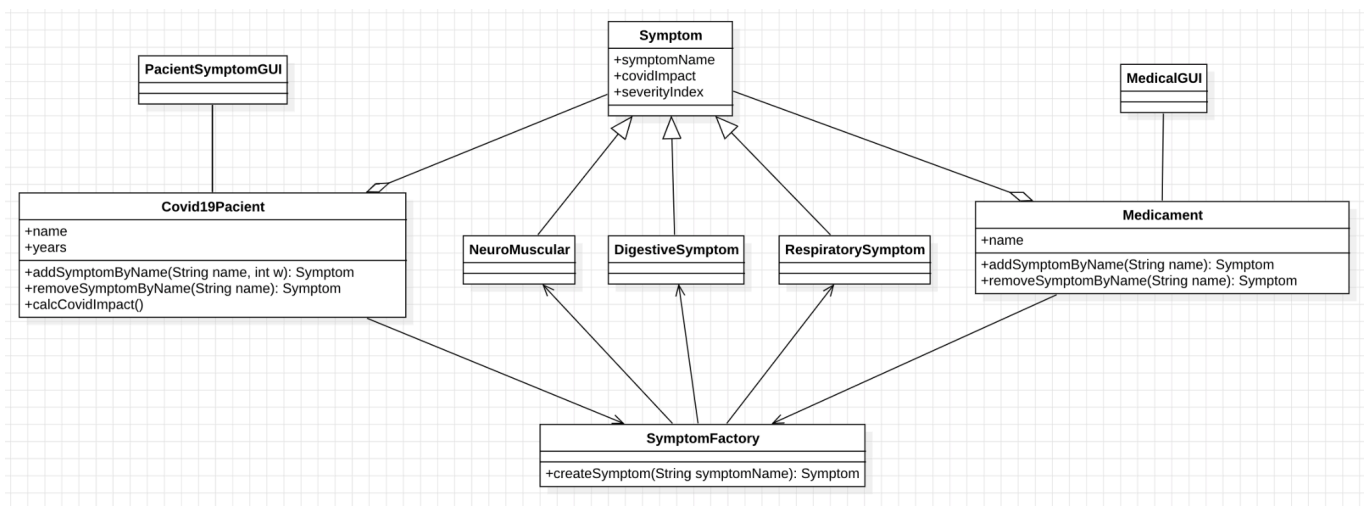 Symptom
+symptomName
+covidImpact
+severityIndex
PacientSymptomGUI
MedicalGUI
Covid19Pacient
+name
+years
+addSymptomByName(String name, int w): Symptom
+removeSymptomByName(String name): Symptom
+calcCovidImpact()
NeuroMuscular
DigestiveSymptom
RespiratorySymptom
Medicament
+name
+addSymptomByName(String name): Symptom
+removeSymptomByName(String name): Symptom
SymptomFactory
+createSymptom(String symptomName): Symptom